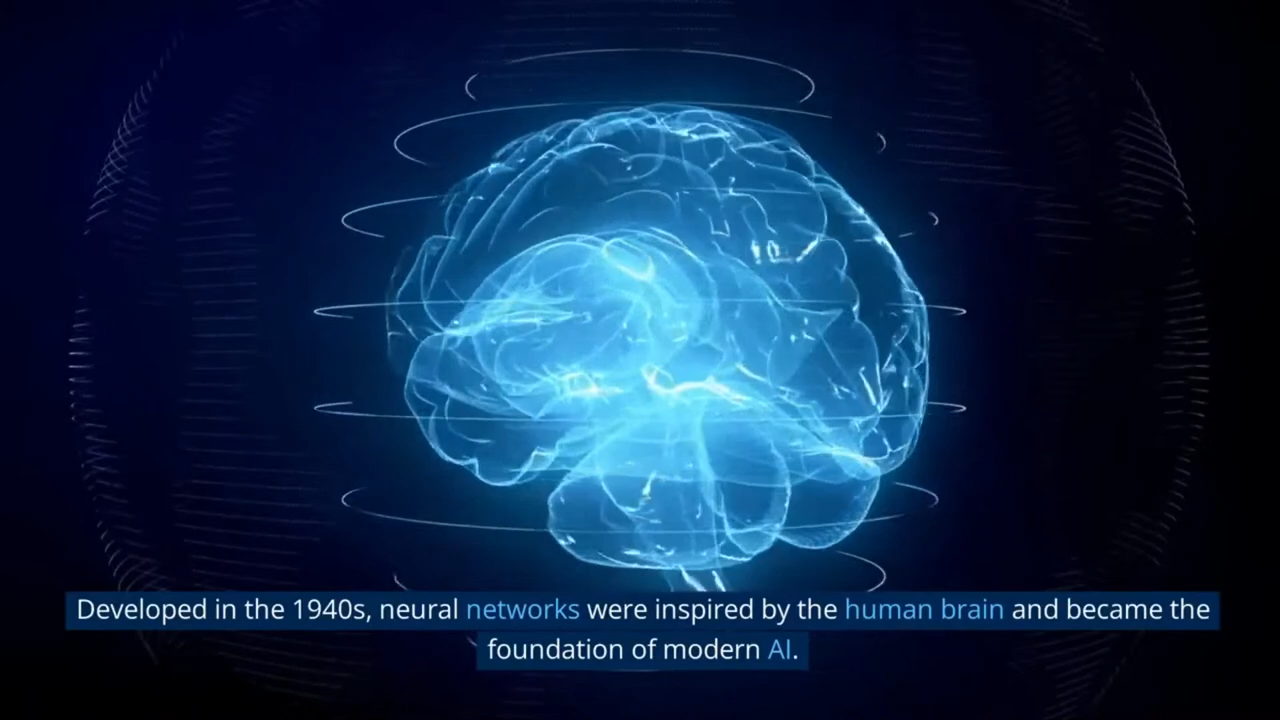 Developed in the 1940s, neural networks were inspired by the human brain and became the
foundation of modern AI.